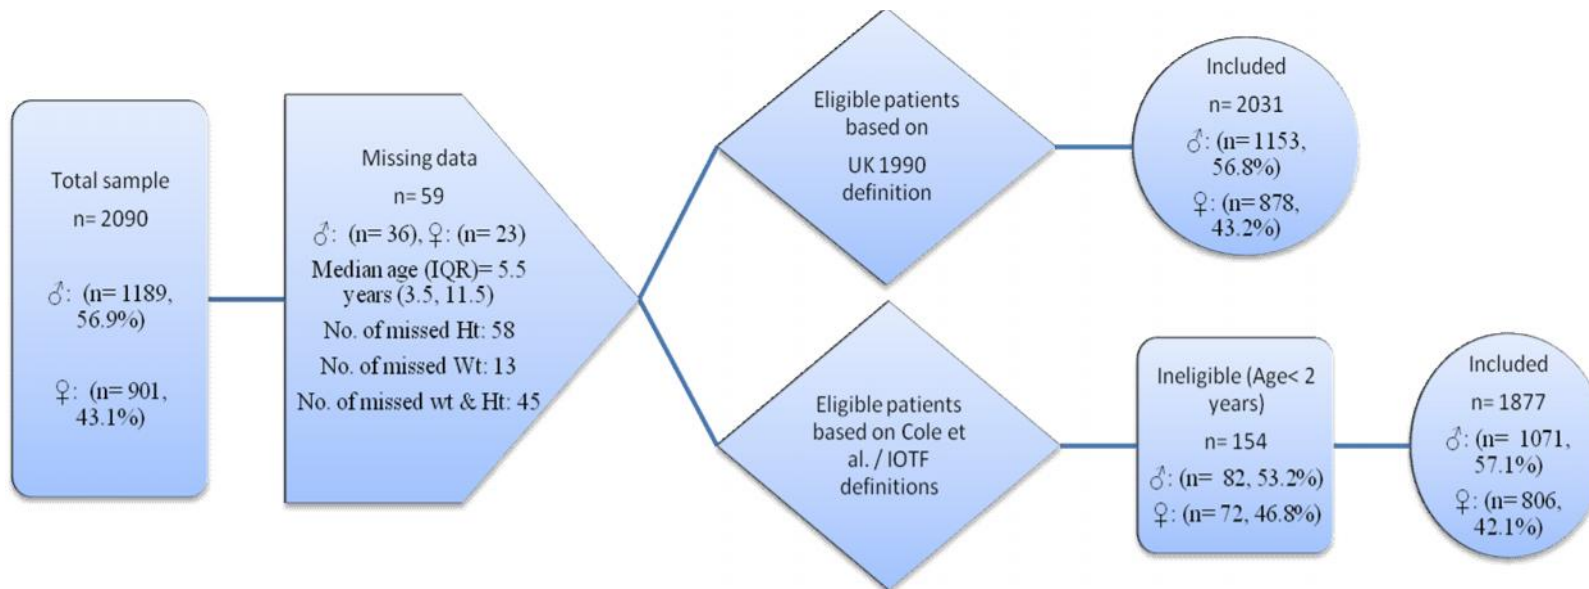 Total sample
n= 2090
♂: (n= 1189,
56.9%)
♀: (n= 901,
43.1%)
Missing data
n= 59
♂: (n= 36), ♀: (n= 23)
Median age (IQR)= 5.5
years (3.5, 11.5)
No. of missed Ht: 58
No. of missed Wt: 13
No. of missed wt & Ht: 45
Eligible patients
based on
UK 1990
definition
Included
n= 2031
♂: (n= 1153,
56.8%)
♀: (n= 878,
43.2%)
Eligible patients
based on Cole et
al. / IOTF
definitions
Ineligible (Age< 2
years)
n= 154
♂: (n= 82, 53.2%)
♀: (n= 72, 46.8%)
Included
n= 1877
♂: (n= 1071,
57.1%)
♀: (n= 806,
42.1%)